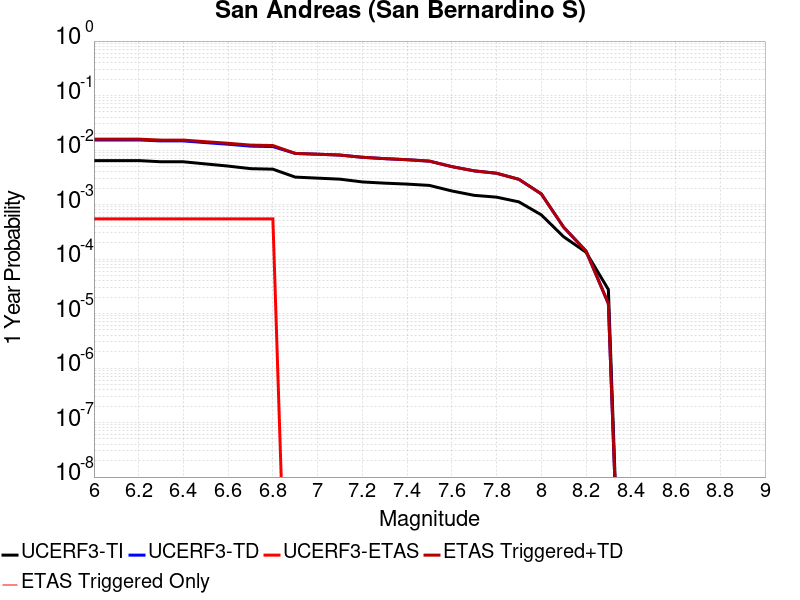 San Andreas (San Bernardino S)
10^0
10^-1
10^-2
10^-3
10^-4
10^-5
10^-6
10^-7
10^-8
1 Year Probability
6 6.2 6.4 6.6 6.8 7 7.2 7.4 7.6 7.8 8 8.2 8.4 8.6 8.8 9
Magnitude
UCERF3-TI UCERF3-TD UCERF3-ETAS ETAS Triggered+TD
ETAS Triggered Only